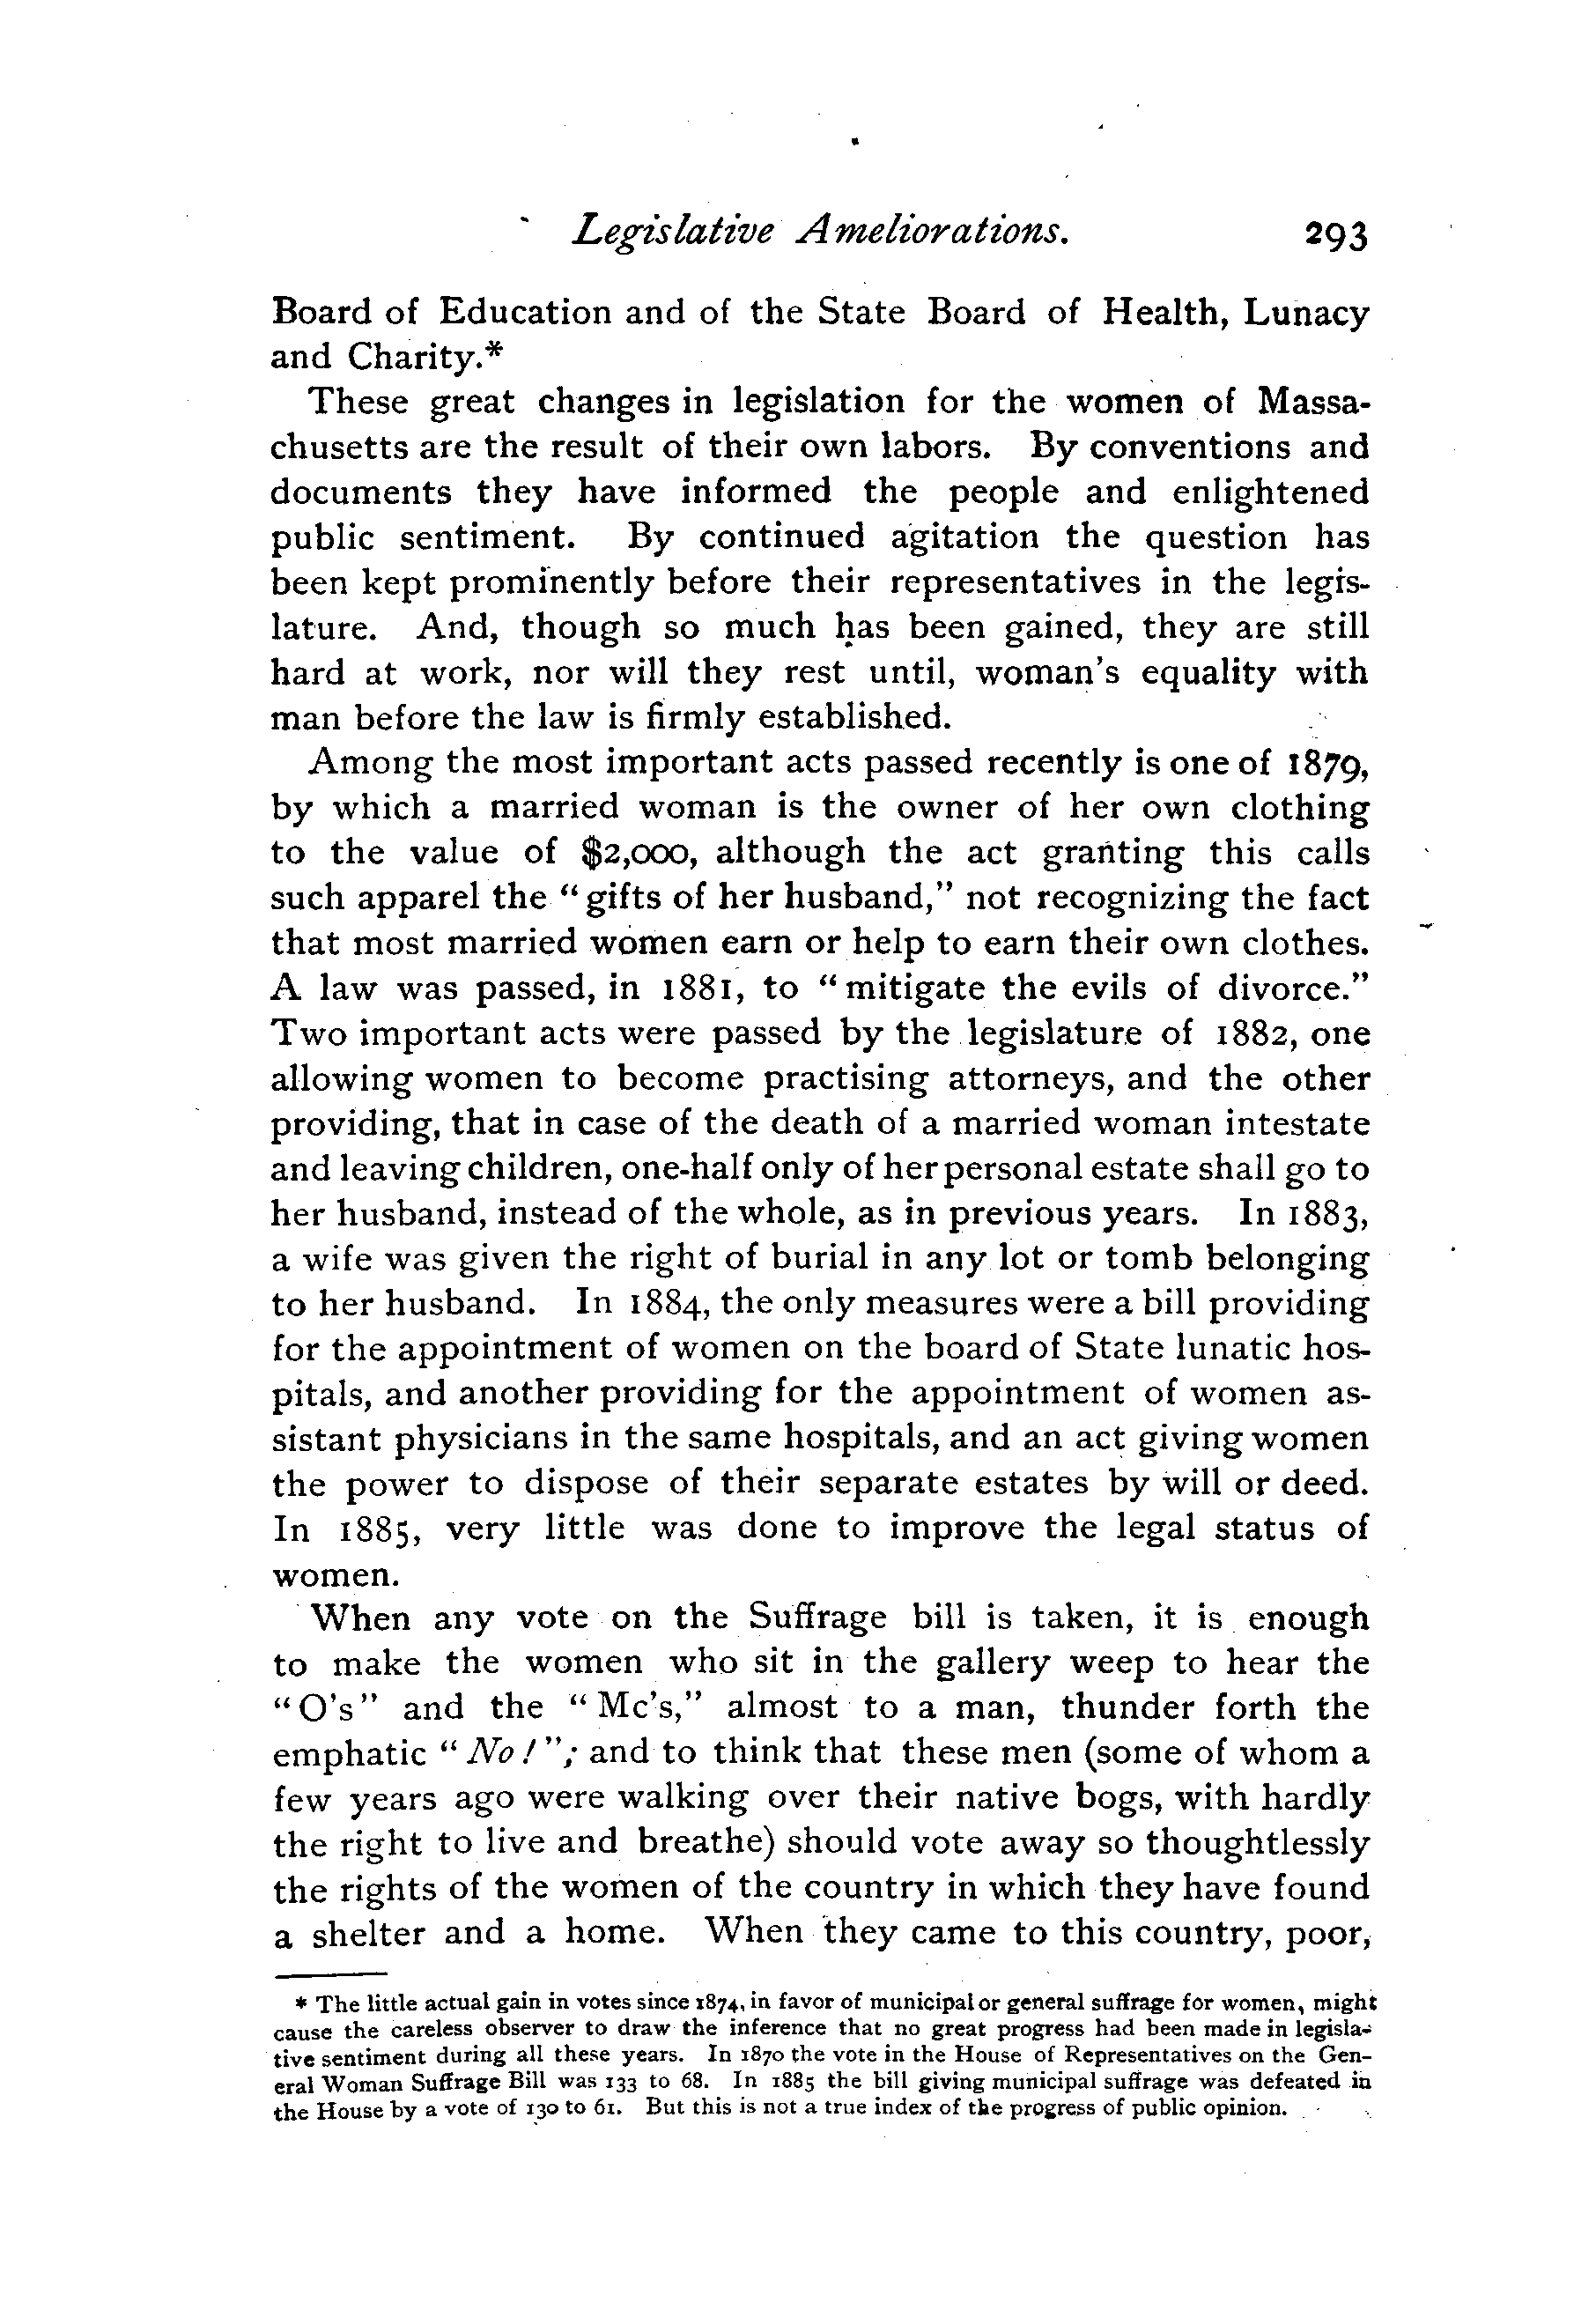 Legislative Ameliorations. 293
Board of Education and of the State Board of Health, Lunacy
and Charity.*
These great changes in legislation for the women of Massa-
chusetts are the result of their own labors. By conventions and
documents they have informed the people and enlightened
public sentiment. By continued agitation the question has
been kept prominently before their representatives in the legis-
lature. And, though so much has been gained, they are still
hard at work, nor will they rest until, woman's equality with
man before the law is firmly established.
Among the most important acts passed recently is one of 1879,
by which a married woman is the owner of her own clothing
to the value of $2,000, although the act granting this calls
such apparel the "gifts of her husband," not recognizing the fact
that most married women earn or help to earn their own clothes.
A law was passed, in 1881, to "mitigate the evils of divorce."
Two important acts were passed by the legislature of 1882, one
allowing women to become practising attorneys, and the other
providing, that in case of the death of a married woman intestate
and leaving children, one-half only of her personal estate shall go to
her husband, instead of the whole, as in previous years. In 1883,
a wife was given the right of burial in any lot or tomb belonging
to her husband. In 1884, the only measures were a bill providing
for the appointment of women on the board of State lunatic hos-
pitals, and another providing for the appointment of women as-
sistant physicians in the same hospitals, and an act giving women
the power to dispose of their separate estates by will or deed.
In 1885, very little was done to improve the legal status of
women.
When any vote on the Suffrage bill is taken, it is enough
to make the women who sit in the gallery weep to hear the
"O's" and the "Mc's," almost to a man, thunder forth the
emphatic "No!"; and to think that these men (some of whom a
few years ago were walking over their native bogs, with hardly
the right to live and breathe) should vote away so thoughtlessly
the rights of the women of the country in which they have found
a shelter and a home. When they came to this country, poor,
* The little actual gain in votes since 1874, in favor of municipal or general suffrage for women, might
cause the careless observer to draw the inference that no great progress had been made in legisla-
tive sentiment during all these years. In 1870 the vote in the House of Representatives on the Gen-
eral Woman Suffrage Bill was 133 to 68. In 1885 the bill giving municipal suffrage was defeated in
the House by a vote of 130 to 61. But this is not a true index of the progress of public opinion.